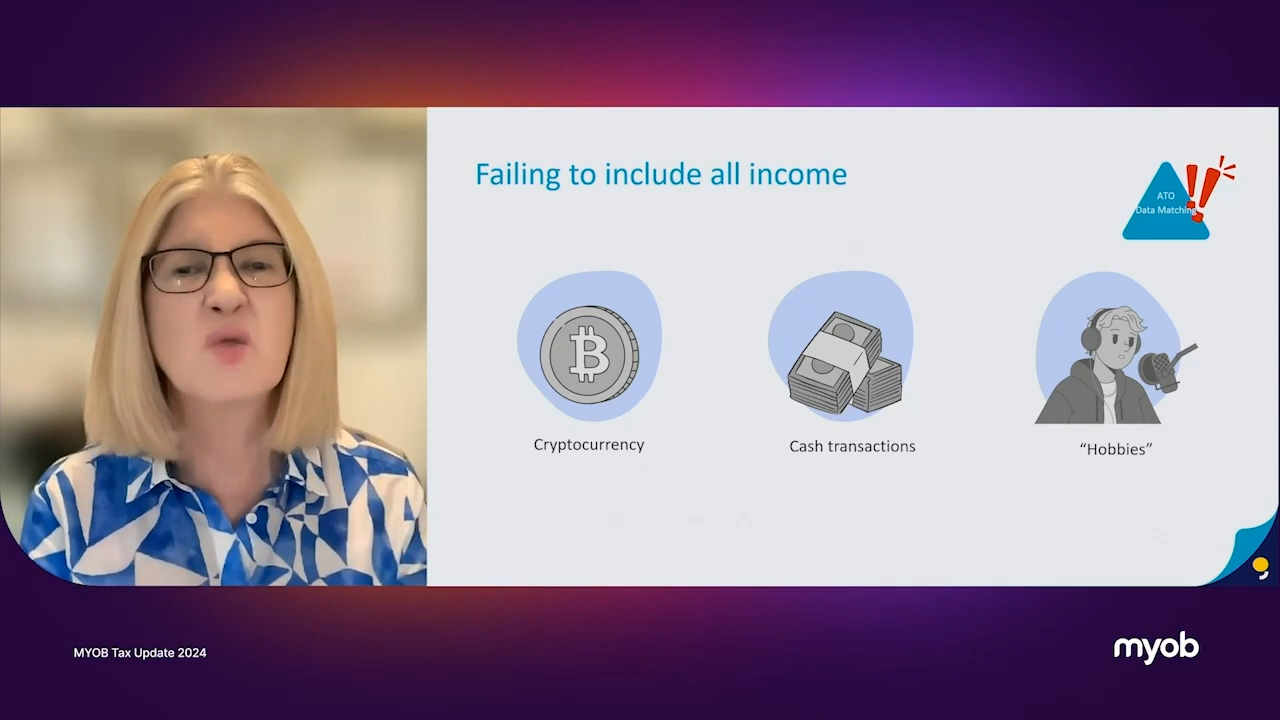 Failing to include all income
ATO
Data Matching
Cryptocurrency
Cash transactions
“Hobbies”
MYOB Tax Update 2024
myob